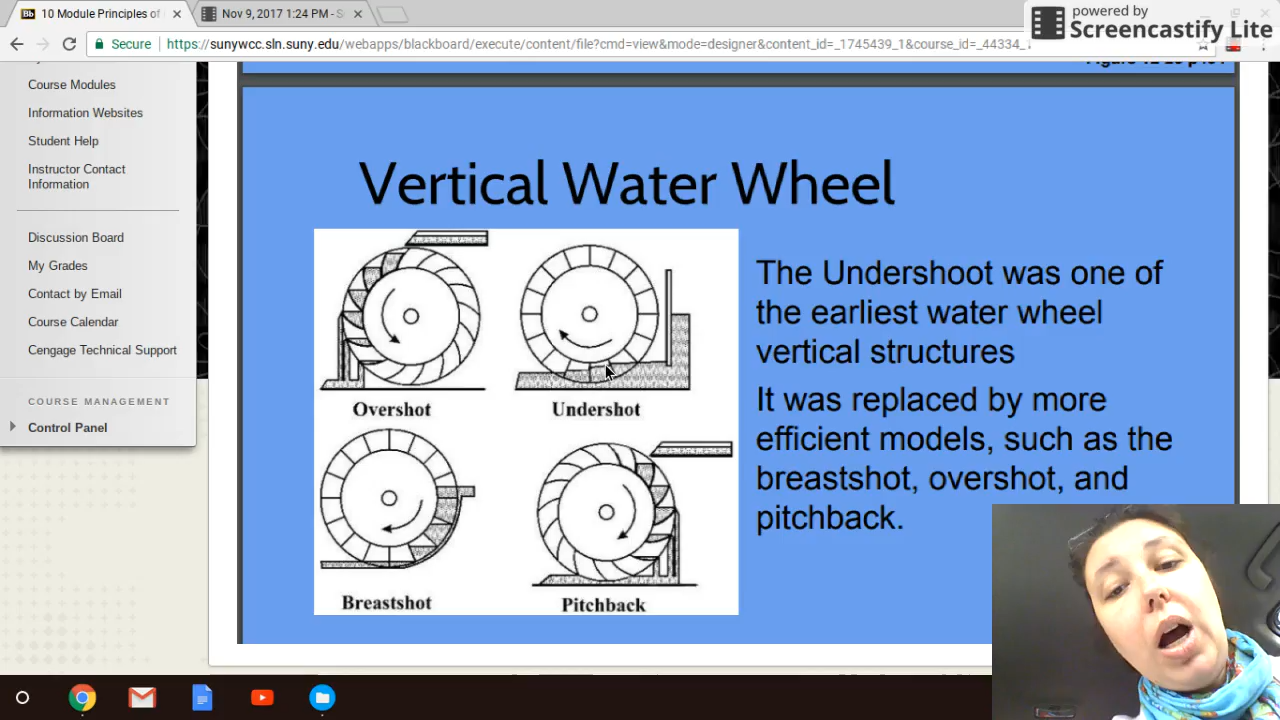 10 Module Principles of
Nov 9, 2017 1:24 PM - S
powered by
Screencastify Lite
Secure
https://sunywcc.sln.suny.edu/webapps/blackboard/execute/content/file?cmd=view&mode=designer&content_id=_1745439_1&course_id=_44334_1
Course Modules
Information Websites
Student Help
Instructor Contact
Information
Discussion Board
My Grades
Contact by Email
Course Calendar
Cengage Technical Support
COURSE MANAGEMENT
Control Panel
Vertical Water Wheel
Overshot
Undershot
Breastshot
Pitchback
The Undershoot was one of
the earliest water wheel
vertical structures
It was replaced by more
efficient models, such as the
breastshot, overshot, and
pitchback.